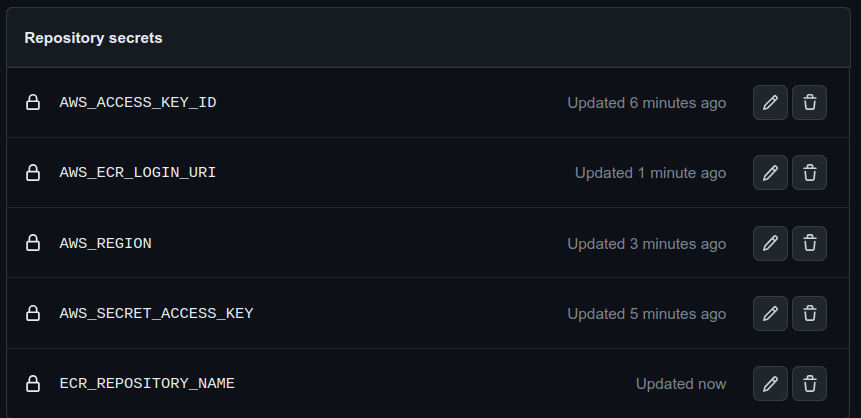 Repository secrets
AWS_ACCESS_KEY_ID Updated 6 minutes ago
AWS_ECR_LOGIN_URI Updated 1 minute ago
AWS_REGION Updated 3 minutes ago
AWS_SECRET_ACCESS_KEY Updated 5 minutes ago
ECR_REPOSITORY_NAME Updated now